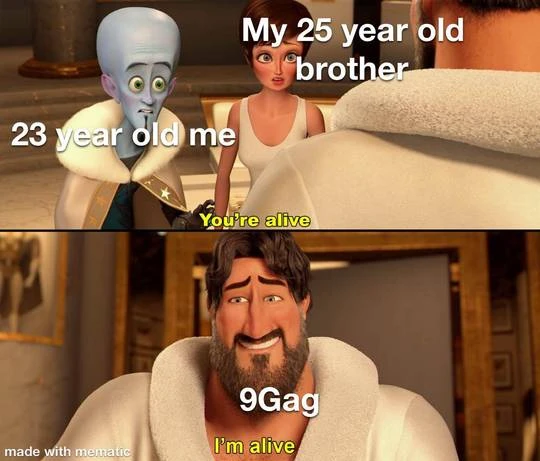 My 25 year old
brother
23 year old me
You're alive
9Gag
I'm alive
made with mematic